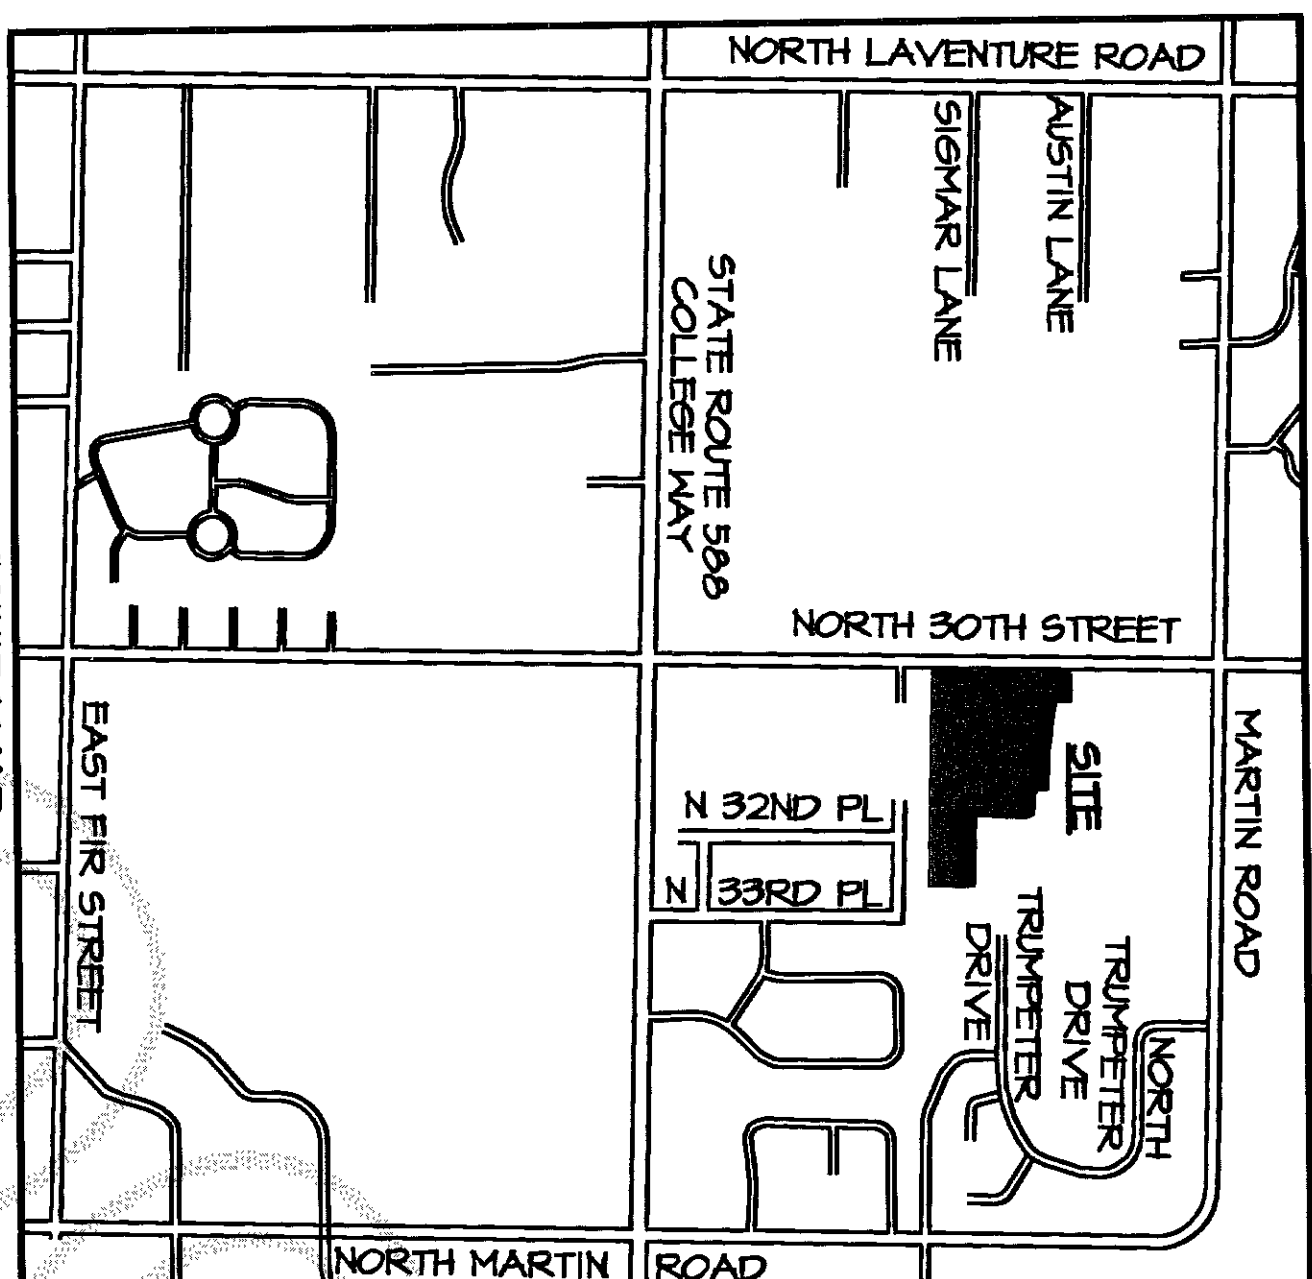 NORTH LAVENTURE ROAD
AUSTIN LANE
SIGMAR LANE
STATE ROUTE 588
COLLEGE WAY
NORTH 30TH STREET
MARTIN ROAD
SITE
N 32ND PL
N 33RD PL
EAST FIR STREET
TRUMPETER
DRIVE
NORTH
TRUMPETER
DRIVE
NORTH MARTIN ROAD